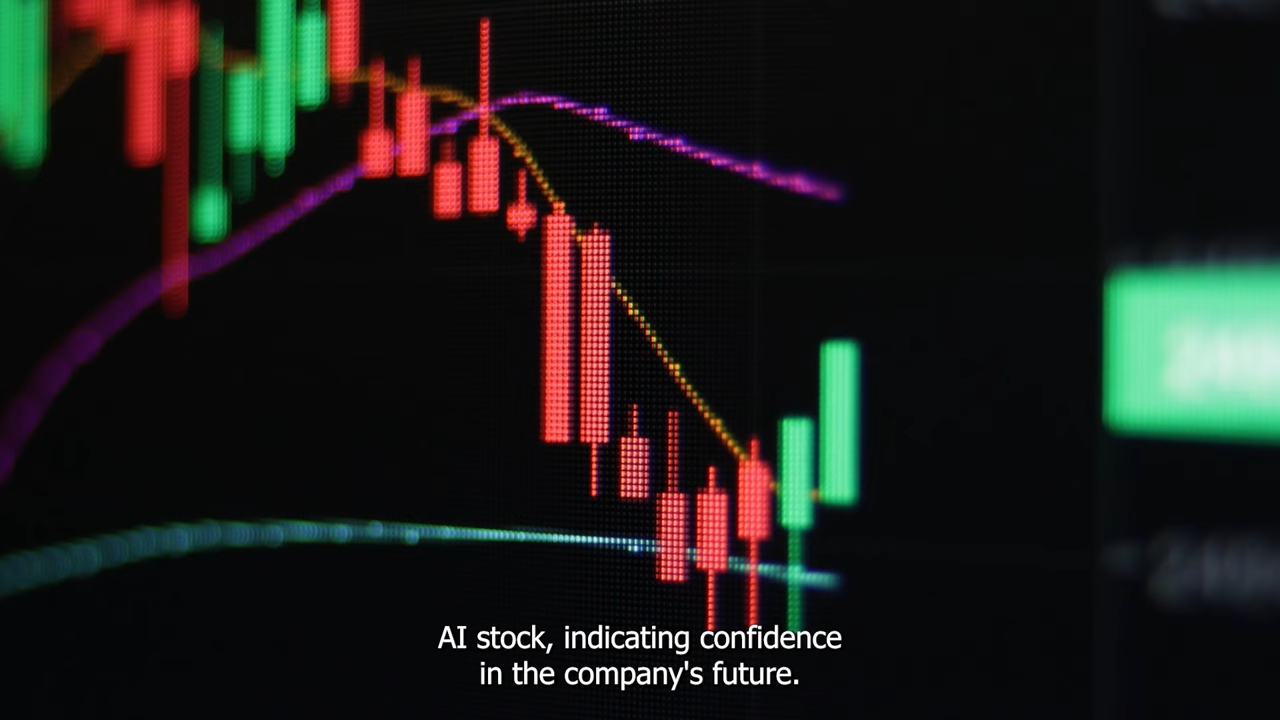 AI stock, indicating confidence
in the company's future.